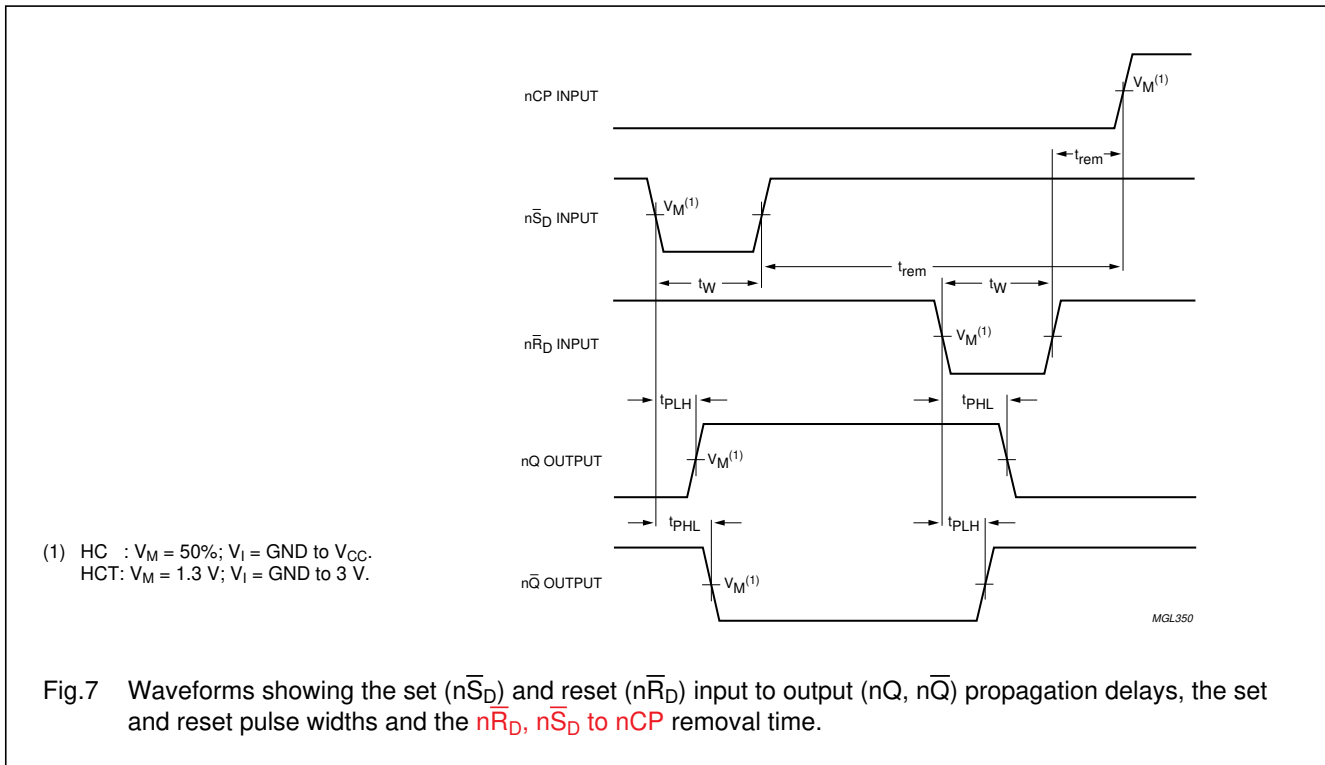 nCP INPUT
V_M^(1)
t_rem
nS̅_D INPUT
V_M^(1)
t_rem
t_W
t_W
nR̅_D INPUT
V_M^(1)
t_PLH
t_PHL
nQ OUTPUT
V_M^(1)
t_PHL
t_PLH
(1) HC : V_M = 50%; V_I = GND to V_CC.
HCT: V_M = 1.3 V; V_I = GND to 3 V.
nQ̅ OUTPUT
V_M^(1)
MGL350
Fig.7 Waveforms showing the set (nS̅_D) and reset (nR̅_D) input to output (nQ, nQ̅) propagation delays, the set
and reset pulse widths and the nR̅_D, nS̅_D to nCP removal time.